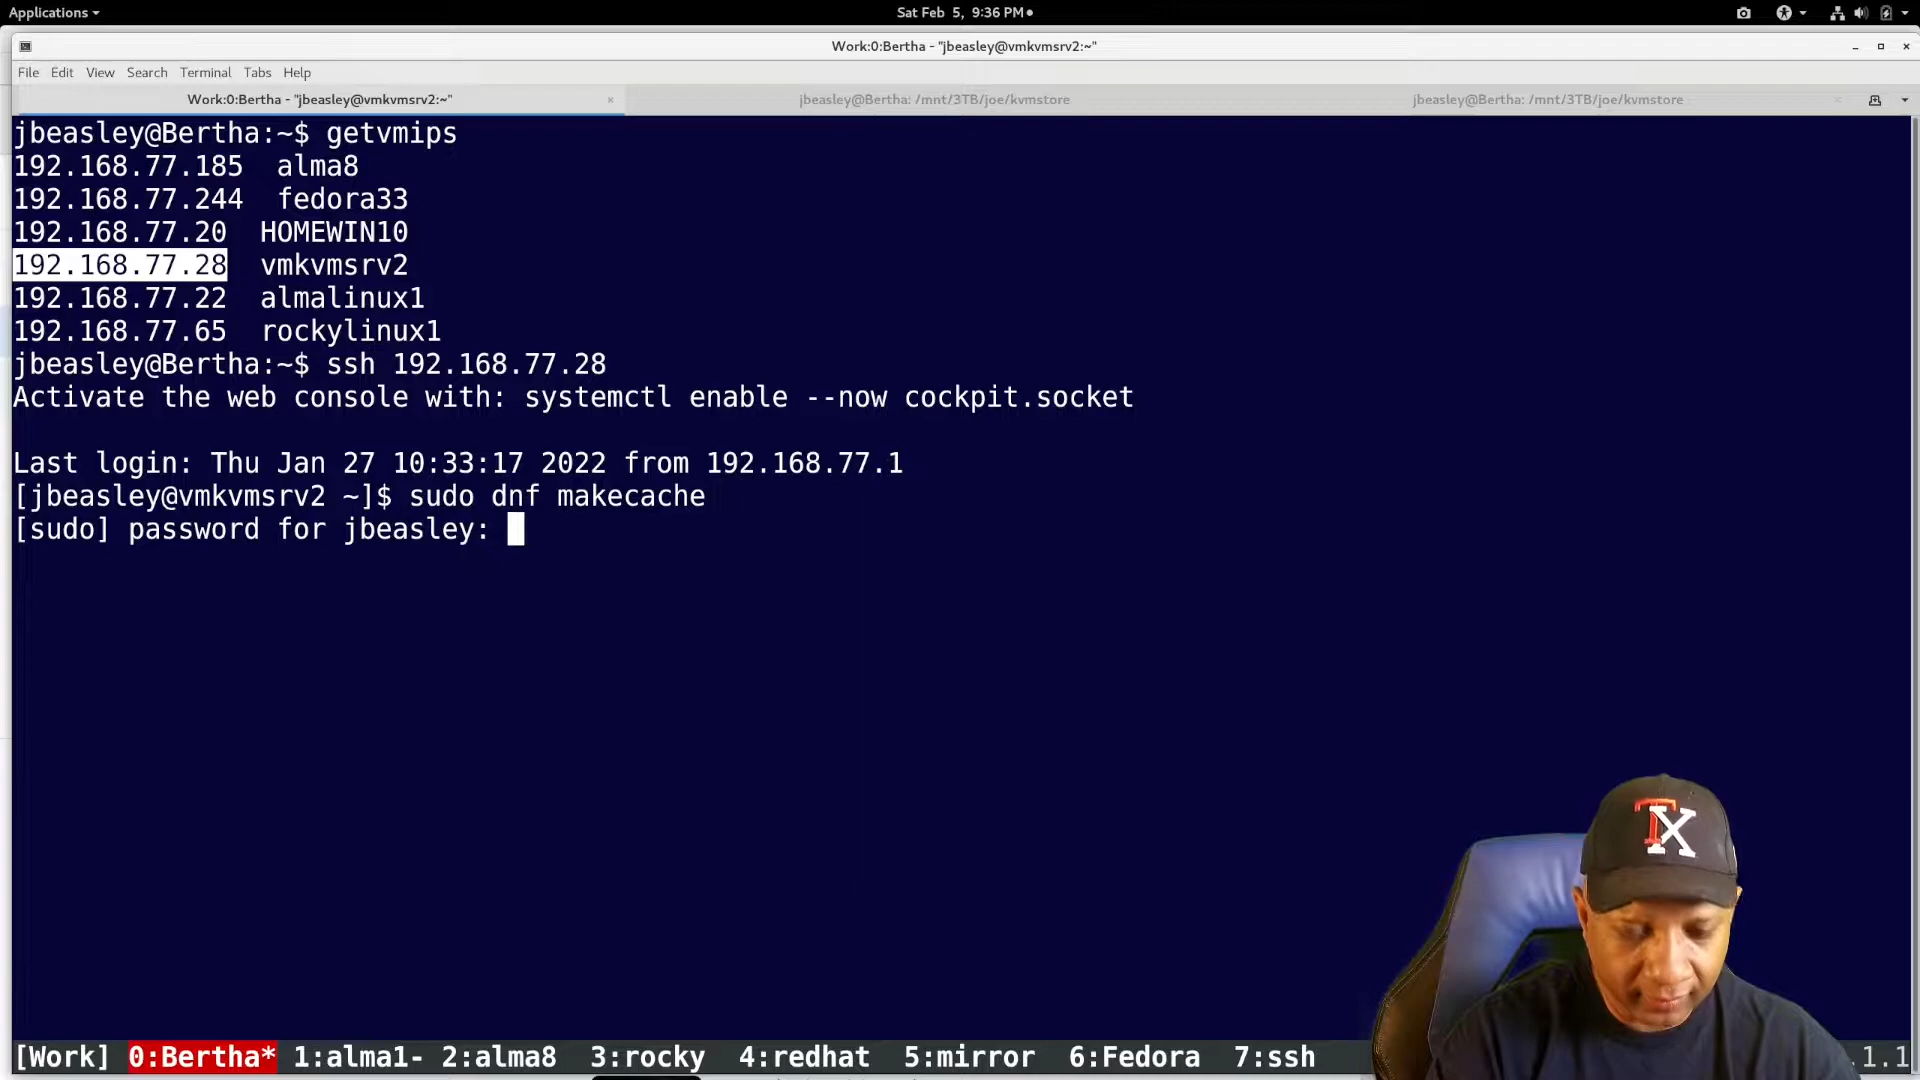 Applications
Sat Feb 5, 9:36 PM
Work:0:Bertha - "jbeasley@vmkvmsrv2:~"
File Edit View Search Terminal Tabs Help
Work:0:Bertha - "jbeasley@vmkvmsrv2:~" jbeasley@Bertha: /mnt/3TB/joe/kvmstore jbeasley@Bertha: /mnt/3TB/joe/kvmstore
jbeasley@Bertha:~$ getvmips
192.168.77.185 alma8
192.168.77.244 fedora33
192.168.77.20 HOMEWIN10
192.168.77.28 vmkvmsrv2
192.168.77.22 almalinux1
192.168.77.65 rockylinux1
jbeasley@Bertha:~$ ssh 192.168.77.28
Activate the web console with: systemctl enable --now cockpit.socket
Last login: Thu Jan 27 10:33:17 2022 from 192.168.77.1
[jbeasley@vmkvmsrv2 ~]$ sudo dnf makecache
[sudo] password for jbeasley:
TX
[Work] 0:Bertha* 1:alma1- 2:alma8 3:rocky 4:redhat 5:mirror 6:Fedora 7:ssh .1.1